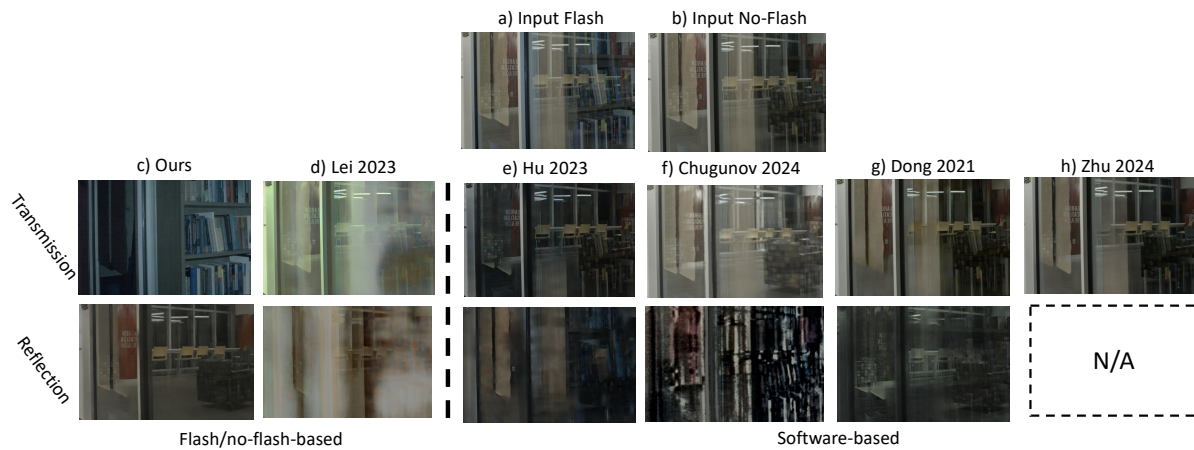 a) Input Flash
b) Input No-Flash
c) Ours
d) Lei 2023
e) Hu 2023
f) Chugunov 2024
g) Dong 2021
h) Zhu 2024
Transmission
Reflection
N/A
Flash/no-flash-based
Software-based